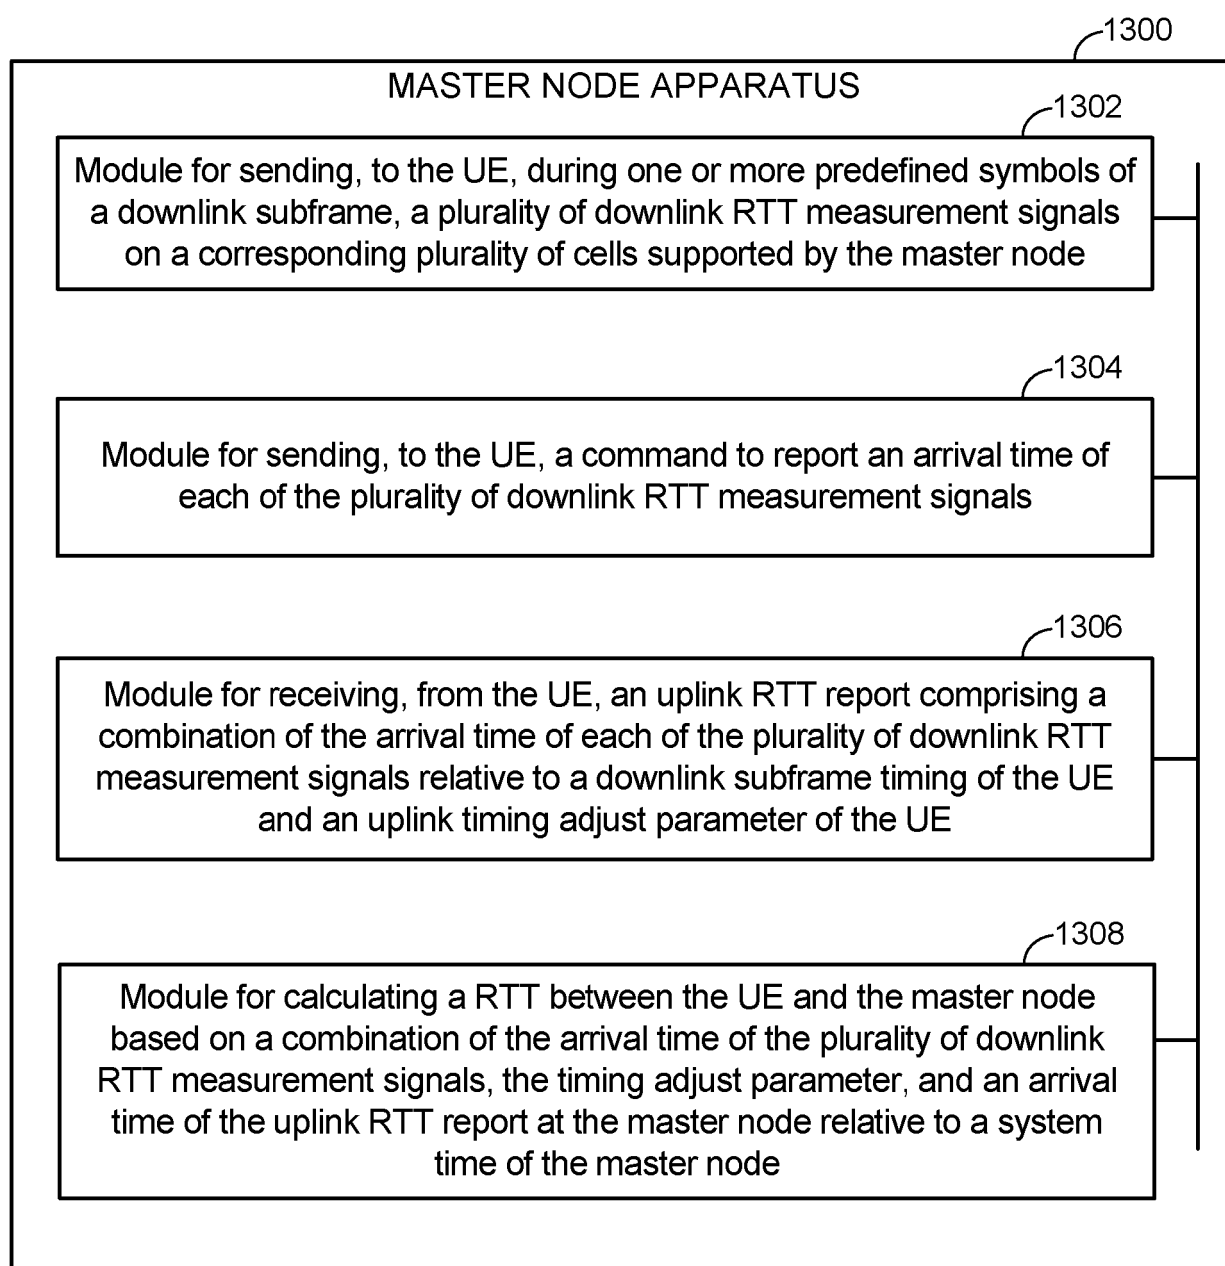 1300
MASTER NODE APPARATUS
1302
Module for sending, to the UE, during one or more predefined symbols of
a downlink subframe, a plurality of downlink RTT measurement signals
on a corresponding plurality of cells supported by the master node
1304
Module for sending, to the UE, a command to report an arrival time of
each of the plurality of downlink RTT measurement signals
1306
Module for receiving, from the UE, an uplink RTT report comprising a
combination of the arrival time of each of the plurality of downlink RTT
measurement signals relative to a downlink subframe timing of the UE
and an uplink timing adjust parameter of the UE
1308
Module for calculating a RTT between the UE and the master node
based on a combination of the arrival time of the plurality of downlink
RTT measurement signals, the timing adjust parameter, and an arrival
time of the uplink RTT report at the master node relative to a system
time of the master node